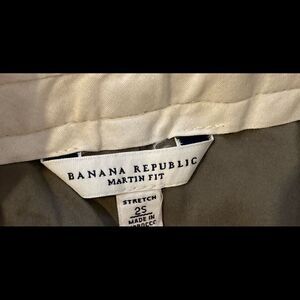 BANANA REPUBLIC
MARTIN FIT
STRETCH
2S
MADE IN